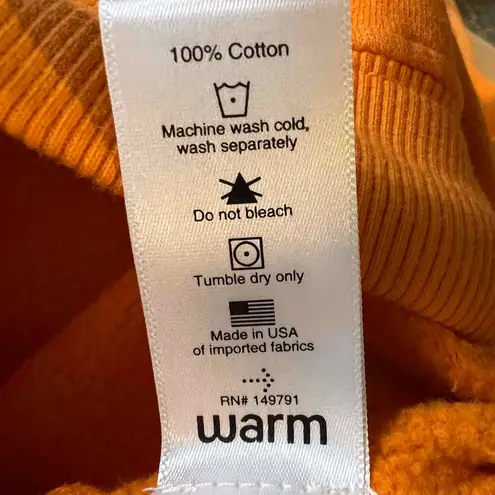 100% Cotton
Machine wash cold,
wash separately
Do not bleach
Tumble dry only
Made in USA
of imported fabrics
RN# 149791
warm